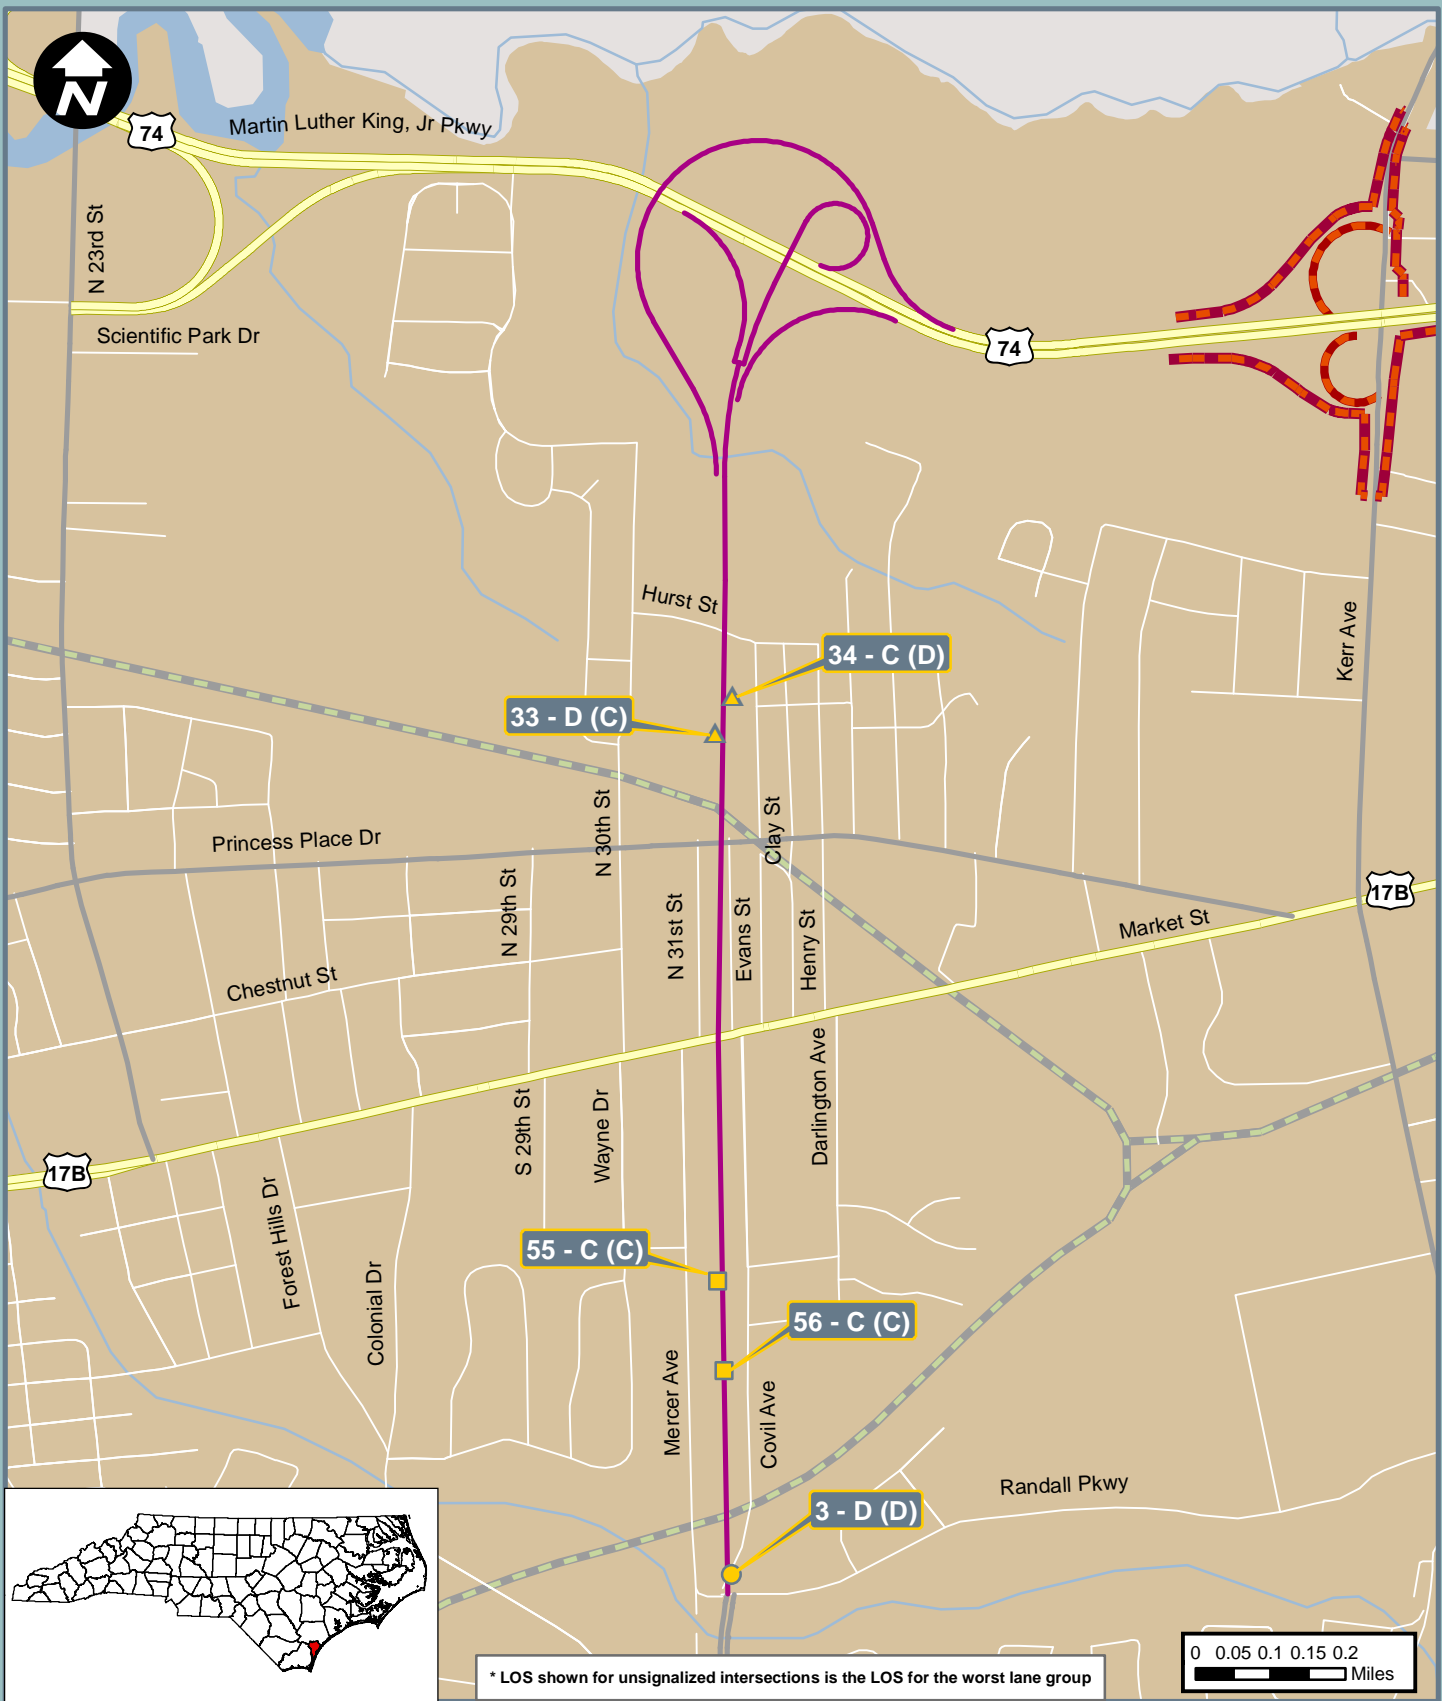 N
74
Martin Luther King, Jr Pkwy
N 23rd St
Scientific Park Dr
74
Hurst St
34 - C (D)
33 - D (C)
Kerr Ave
Princess Place Dr
N 30th St
Clay St
N 29th St
N 31st St
Evans St
Henry St
17B
Market St
Chestnut St
S 29th St
Wayne Dr
Darlington Ave
17B
Forest Hills Dr
Colonial Dr
55 - C (C)
56 - C (C)
Mercer Ave
Covil Ave
Randall Pkwy
3 - D (D)
0 0.05 0.1 0.15 0.2
Miles
* LOS shown for unsignalized intersections is the LOS for the worst lane group